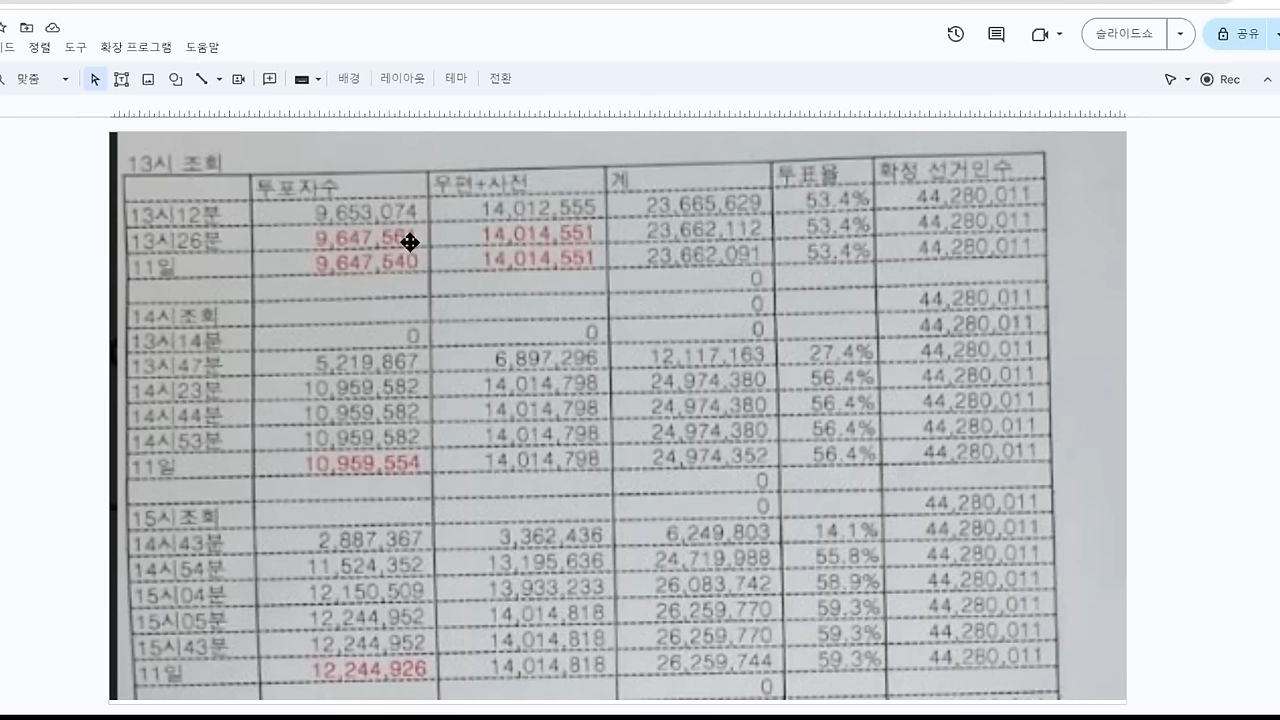 정렬 도구 확장 프로그램 도움말
슬라이드쇼 공유
맞춤 배경 레이아웃 테마 전환 Rec
13시 조회
투표자수 우편+사전 계 투표율 확정 선거인수
13시12분 9,653,074 14,012,555 23,665,629 53.4% 44,280,011
13시26분 14,014,551 23,662,112 53.4% 44,280,011
11일 9,647,540 14,014,551 23,662,091 53.4% 44,280,011
0
14시조회 0 44,280,011
13시14분 0 0 0 44,280,011
13시47분 5,219,867 6,897,296 12,117,163 27.4% 44,280,011
14시23분 10,959,582 14,014,798 24,974,380 56.4% 44,280,011
14시44분 10,959,582 14,014,798 24,974,380 56.4% 44,280,011
14시53분 10,959,582 14,014,798 24,974,380 56.4% 44,280,011
11일 10,959,554 14,014,798 24,974,352 56.4% 44,280,011
0
15시조회 0 44,280,011
14시43분 2,887,367 3,362,436 6,249,803 14.1% 44,280,011
14시54분 11,524,352 13,195,636 24,719,988 55.8% 44,280,011
15시04분 12,150,509 13,933,233 26,083,742 58.9% 44,280,011
15시05분 12,244,952 14,014,818 26,259,770 59.3% 44,280,011
15시43분 12,244,952 14,014,818 26,259,770 59.3% 44,280,011
11일 12,244,926 14,014,818 26,259,744 59.3% 44,280,011
0